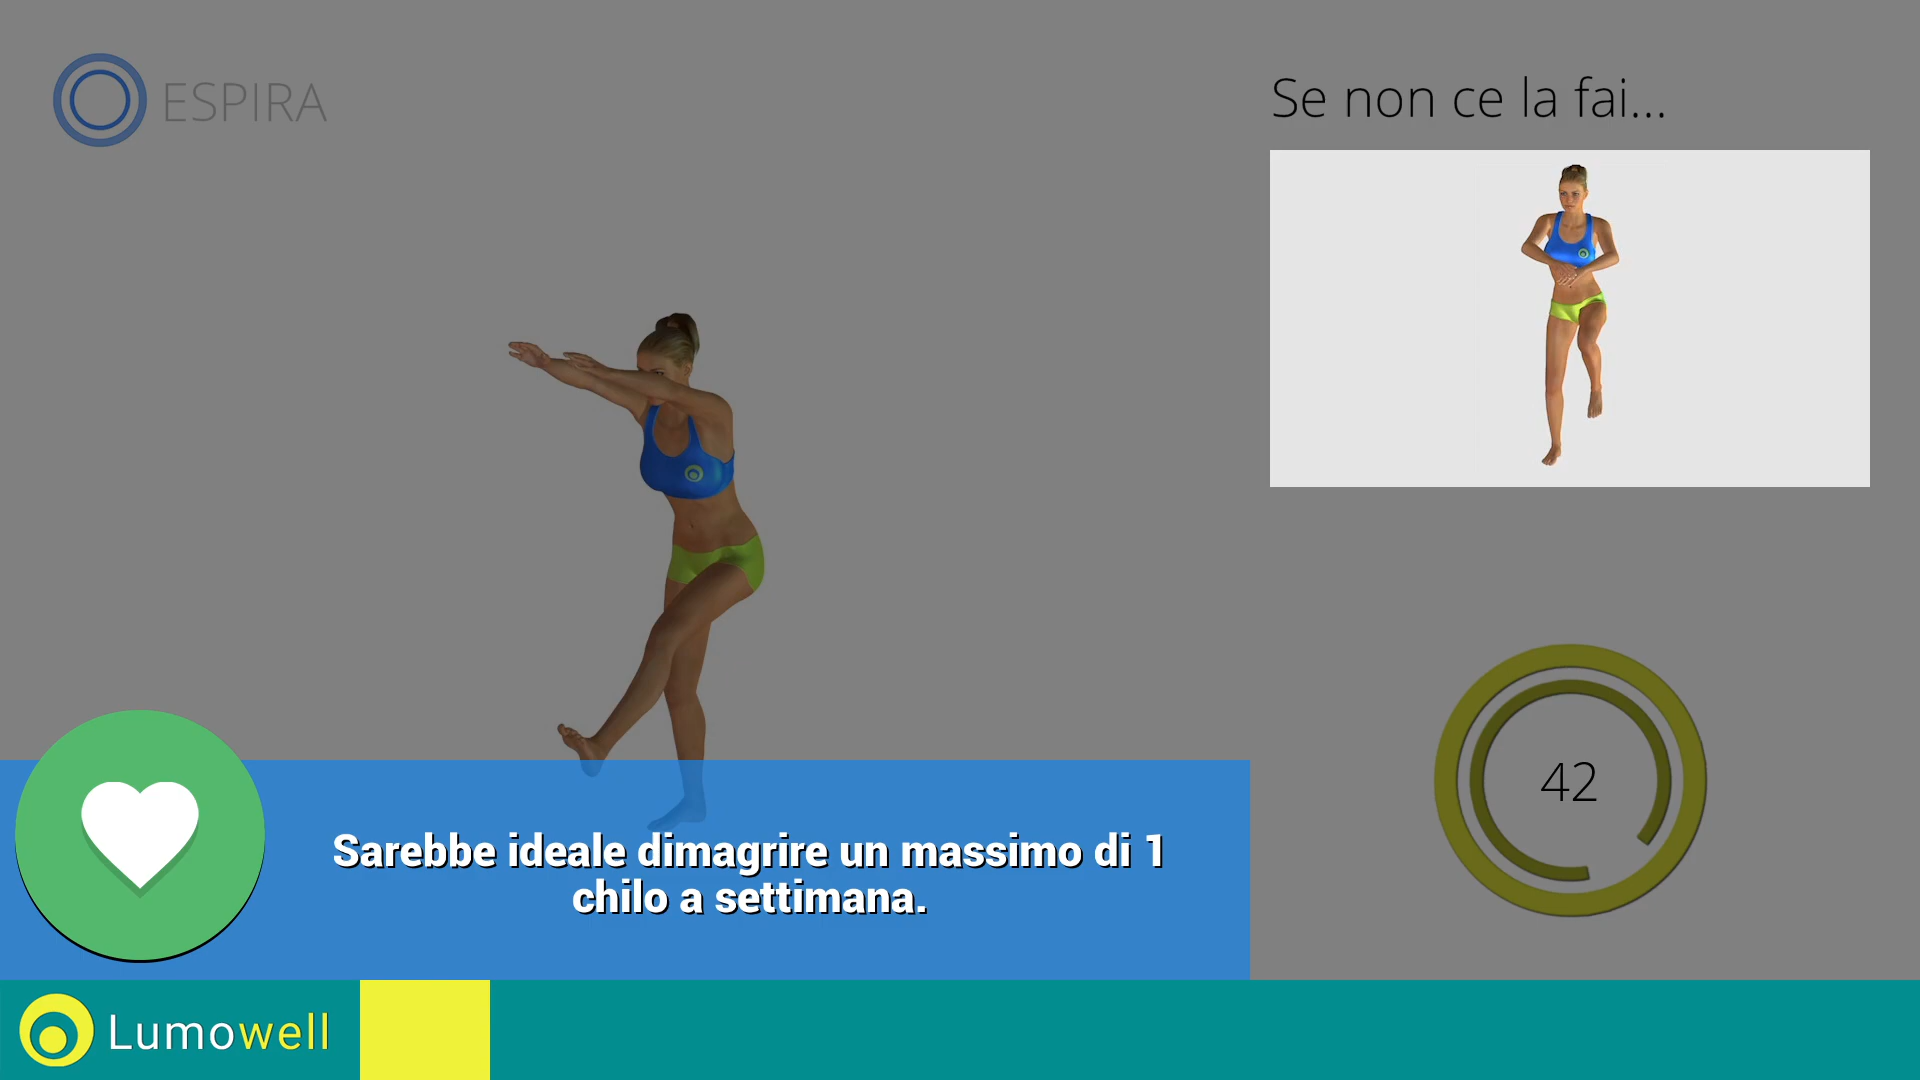 ESPIRA
Se non ce la fai...
42
Sarebbe ideale dimagrire un massimo di 1
chilo a settimana.
Lumowell